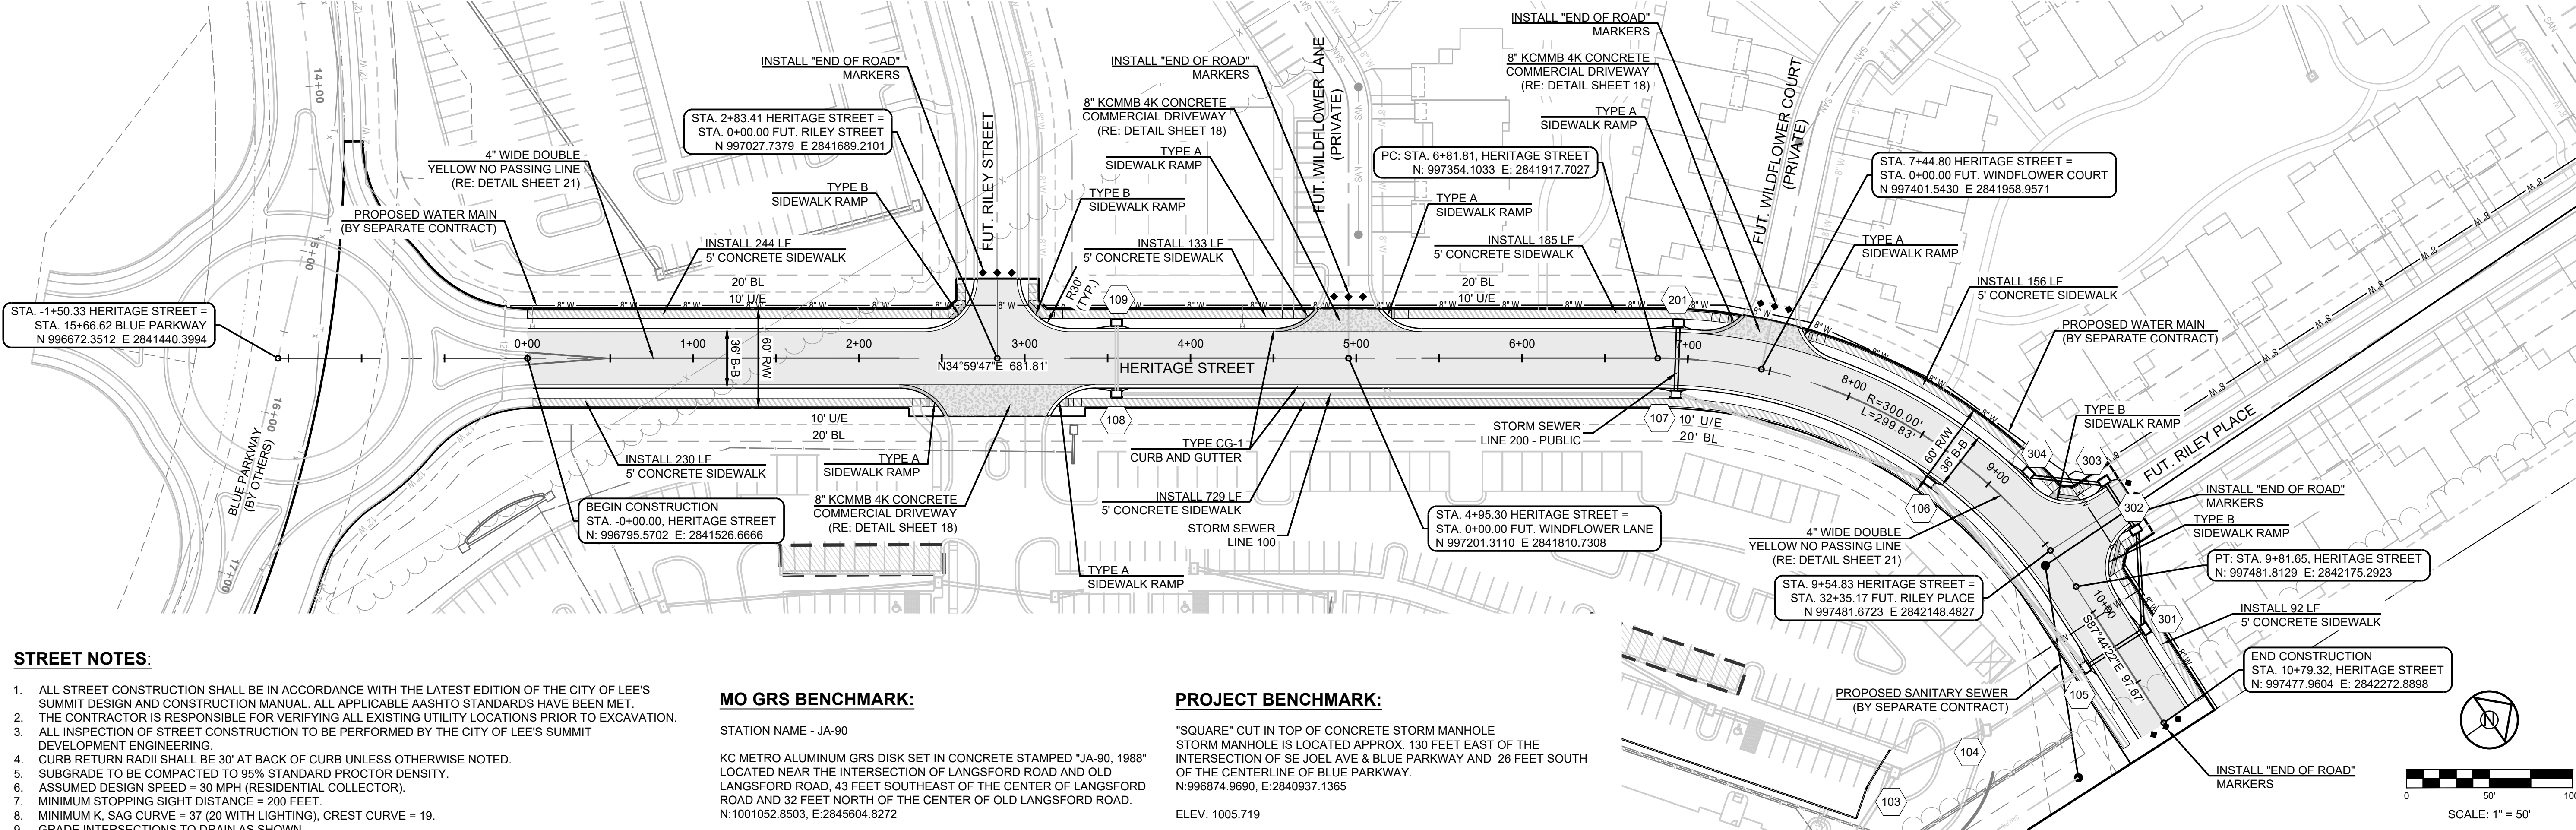 INSTALL "END OF ROAD"
MARKERS
8" KCMMB 4K CONCRETE
COMMERCIAL DRIVEWAY
(RE: DETAIL SHEET 18)
TYPE A
SIDEWALK RAMP
INSTALL "END OF ROAD"
MARKERS
INSTALL "END OF ROAD"
MARKERS
8" KCMMB 4K CONCRETE
COMMERCIAL DRIVEWAY
(RE: DETAIL SHEET 18)
TYPE A
SIDEWALK RAMP
STA. 2+83.41 HERITAGE STREET =
STA. 0+00.00 FUT. RILEY STREET
N 997027.7379 E 2841689.2101
4" WIDE DOUBLE
YELLOW NO PASSING LINE
(RE: DETAIL SHEET 21)
TYPE B
SIDEWALK RAMP
FUT. RILEY STREET
TYPE B
SIDEWALK RAMP
FUT. WILDFLOWER LANE
(PRIVATE)
PC: STA. 6+81.81, HERITAGE STREET
N: 997354.1033 E: 2841917.7027
FUT. WILDFLOWER COURT
(PRIVATE)
STA. 7+44.80 HERITAGE STREET =
STA. 0+00.00 FUT. WINDFLOWER COURT
N 997401.5430 E 2841958.9571
PROPOSED WATER MAIN
(BY SEPARATE CONTRACT)
INSTALL 244 LF
5' CONCRETE SIDEWALK
INSTALL 133 LF
5' CONCRETE SIDEWALK
TYPE A
SIDEWALK RAMP
INSTALL 185 LF
5' CONCRETE SIDEWALK
TYPE A
SIDEWALK RAMP
INSTALL 156 LF
5' CONCRETE SIDEWALK
PROPOSED WATER MAIN
(BY SEPARATE CONTRACT)
20' BL
10' U/E
R30'
(TYP.)
109
20' BL
10' U/E
201
14+00
15+00
16+00
17+00
STA. -1+50.33 HERITAGE STREET =
STA. 15+66.62 BLUE PARKWAY
N 996672.3512 E 2841440.3994
BLUE PARKWAY
(BY OTHERS)
0+00
1+00
2+00
3+00
4+00
5+00
6+00
7+00
8+00
9+00
10+00
36' B-B
60' R/W
N34°59'47"E 681.81'
HERITAGE STREET
R=300.00'
L=299.83'
60' R/W
36' B-B
10' U/E
20' BL
108
107
10' U/E
20' BL
INSTALL 230 LF
5' CONCRETE SIDEWALK
TYPE A
SIDEWALK RAMP
TYPE CG-1
CURB AND GUTTER
STORM SEWER
LINE 200 - PUBLIC
TYPE B
SIDEWALK RAMP
304
303
FUT. RILEY PLACE
BEGIN CONSTRUCTION
STA. -0+00.00, HERITAGE STREET
N: 996795.5702 E: 2841526.6666
8" KCMMB 4K CONCRETE
COMMERCIAL DRIVEWAY
(RE: DETAIL SHEET 18)
INSTALL 729 LF
5' CONCRETE SIDEWALK
STORM SEWER
LINE 100
TYPE A
SIDEWALK RAMP
STA. 4+95.30 HERITAGE STREET =
STA. 0+00.00 FUT. WINDFLOWER LANE
N 997201.3110 E 2841810.7308
106
302
INSTALL "END OF ROAD"
MARKERS
TYPE B
SIDEWALK RAMP
4" WIDE DOUBLE
YELLOW NO PASSING LINE
(RE: DETAIL SHEET 21)
PT: STA. 9+81.65, HERITAGE STREET
N: 997481.8129 E: 2842175.2923
STA. 9+54.83 HERITAGE STREET =
STA. 32+35.17 FUT. RILEY PLACE
N 997481.6723 E 2842148.4827
INSTALL 92 LF
5' CONCRETE SIDEWALK
301
S87°44'22"E 97.67'
END CONSTRUCTION
STA. 10+79.32, HERITAGE STREET
N: 997477.9604 E: 2842272.8898
PROPOSED SANITARY SEWER
(BY SEPARATE CONTRACT)
105
104
103
INSTALL "END OF ROAD"
MARKERS
N
0 50' 100
SCALE: 1" = 50'
STREET NOTES:
1. ALL STREET CONSTRUCTION SHALL BE IN ACCORDANCE WITH THE LATEST EDITION OF THE CITY OF LEE'S
SUMMIT DESIGN AND CONSTRUCTION MANUAL. ALL APPLICABLE AASHTO STANDARDS HAVE BEEN MET.
2. THE CONTRACTOR IS RESPONSIBLE FOR VERIFYING ALL EXISTING UTILITY LOCATIONS PRIOR TO EXCAVATION.
3. ALL INSPECTION OF STREET CONSTRUCTION TO BE PERFORMED BY THE CITY OF LEE'S SUMMIT
DEVELOPMENT ENGINEERING.
4. CURB RETURN RADII SHALL BE 30' AT BACK OF CURB UNLESS OTHERWISE NOTED.
5. SUBGRADE TO BE COMPACTED TO 95% STANDARD PROCTOR DENSITY.
6. ASSUMED DESIGN SPEED = 30 MPH (RESIDENTIAL COLLECTOR).
7. MINIMUM STOPPING SIGHT DISTANCE = 200 FEET.
8. MINIMUM K, SAG CURVE = 37 (20 WITH LIGHTING), CREST CURVE = 19.
9. GRADE INTERSECTIONS TO DRAIN AS SHOWN.
MO GRS BENCHMARK:
STATION NAME - JA-90
KC METRO ALUMINUM GRS DISK SET IN CONCRETE STAMPED "JA-90, 1988"
LOCATED NEAR THE INTERSECTION OF LANGSFORD ROAD AND OLD
LANGSFORD ROAD, 43 FEET SOUTHEAST OF THE CENTER OF LANGSFORD
ROAD AND 32 FEET NORTH OF THE CENTER OF OLD LANGSFORD ROAD.
N:1001052.8503, E:2845604.8272
PROJECT BENCHMARK:
"SQUARE" CUT IN TOP OF CONCRETE STORM MANHOLE
STORM MANHOLE IS LOCATED APPROX. 130 FEET EAST OF THE
INTERSECTION OF SE JOEL AVE & BLUE PARKWAY AND 26 FEET SOUTH
OF THE CENTERLINE OF BLUE PARKWAY.
N:996874.9690, E:2840937.1365
ELEV. 1005.719